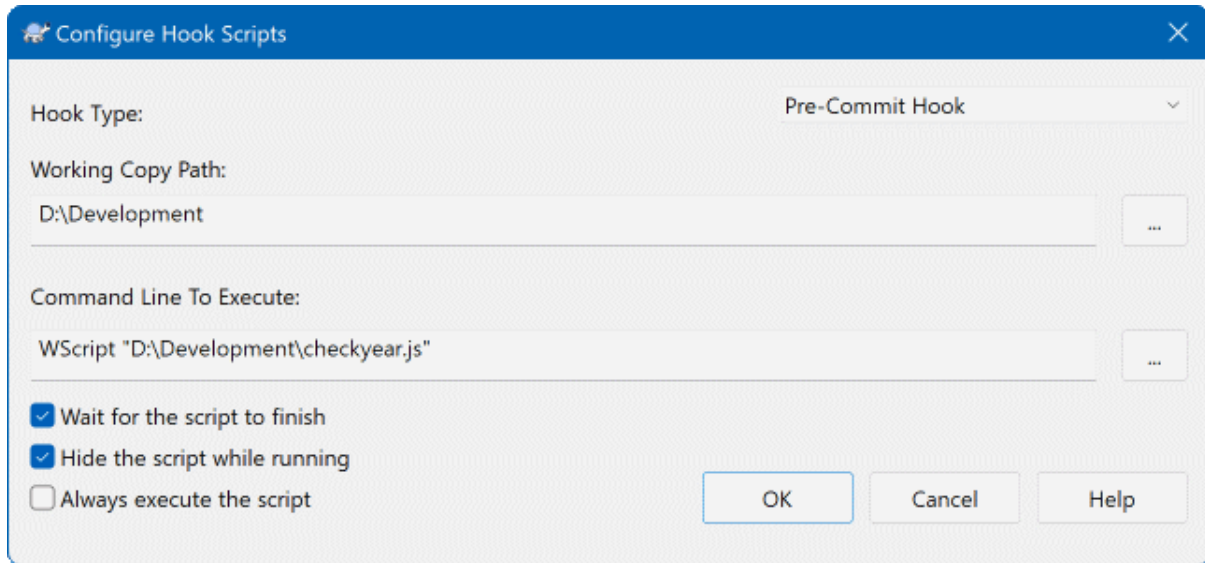 Configure Hook Scripts
Hook Type:
Pre-Commit Hook
Working Copy Path:
D:\Development
...
Command Line To Execute:
WScript "D:\Development\checkyear.js"
...
Wait for the script to finish
Hide the script while running
Always execute the script
OK
Cancel
Help